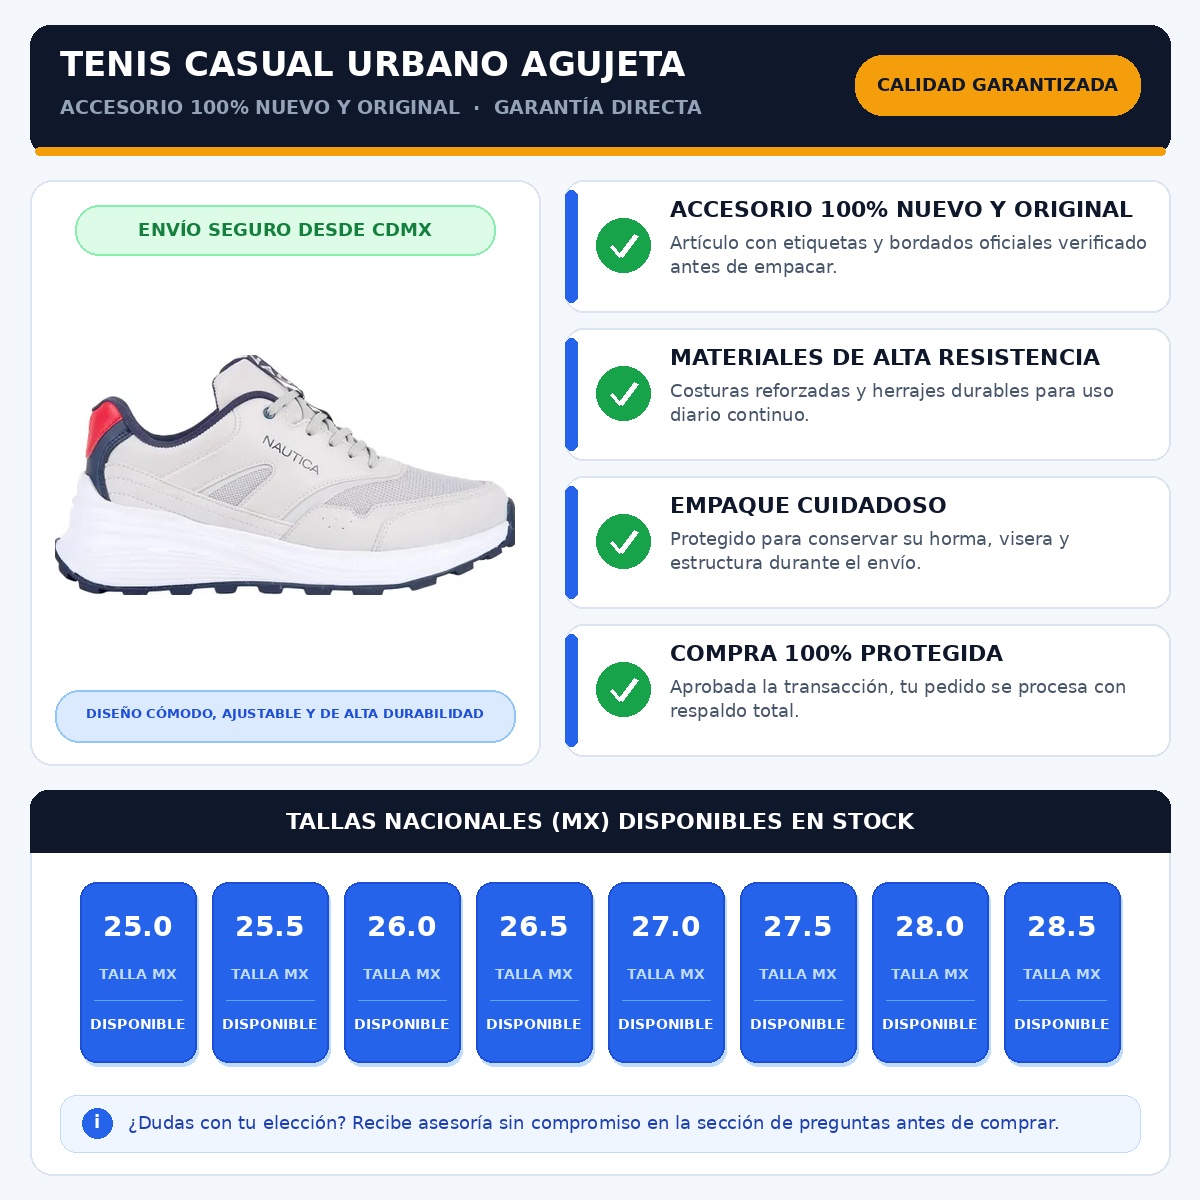 TENIS CASUAL URBANO AGUJETA
ACCESORIO 100% NUEVO Y ORIGINAL · GARANTÍA DIRECTA
CALIDAD GARANTIZADA
ENVÍO SEGURO DESDE CDMX
NAUTICA
DISEÑO CÓMODO, AJUSTABLE Y DE ALTA DURABILIDAD
ACCESORIO 100% NUEVO Y ORIGINAL
Artículo con etiquetas y bordados oficiales verificado
antes de empacar.
MATERIALES DE ALTA RESISTENCIA
Costuras reforzadas y herrajes durables para uso
diario continuo.
EMPAQUE CUIDADOSO
Protegido para conservar su horma, visera y
estructura durante el envío.
COMPRA 100% PROTEGIDA
Aprobada la transacción, tu pedido se procesa con
respaldo total.
TALLAS NACIONALES (MX) DISPONIBLES EN STOCK
25.0 25.5 26.0 26.5 27.0 27.5 28.0 28.5
TALLA MX TALLA MX TALLA MX TALLA MX TALLA MX TALLA MX TALLA MX TALLA MX
DISPONIBLE DISPONIBLE DISPONIBLE DISPONIBLE DISPONIBLE DISPONIBLE DISPONIBLE DISPONIBLE
i ¿Dudas con tu elección? Recibe asesoría sin compromiso en la sección de preguntas antes de comprar.